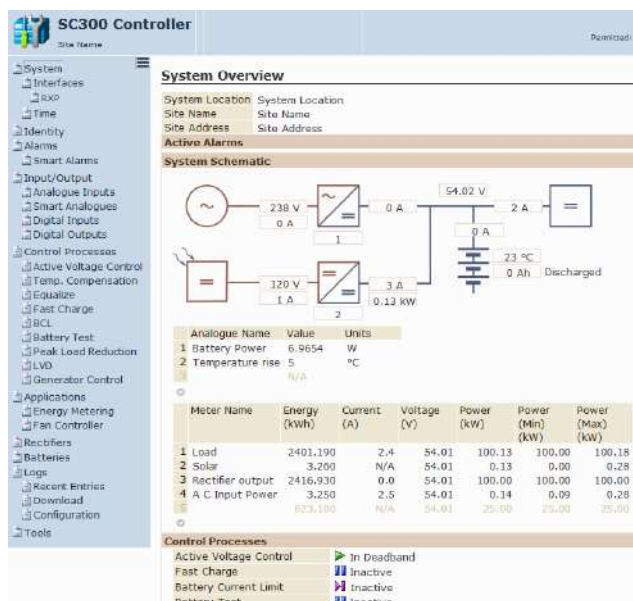 SC300 Controller
Site Name
System
Interfaces
RXP
Time
Identity
Alarms
Smart Alarms
Input/Output
Analogue Inputs
Smart Analogues
Digital Inputs
Digital Outputs
Control Processes
Active Voltage Control
Temp. Compensation
Equalize
Fast Charge
BCL
Battery Test
Peak Load Reduction
LVD
Generator Control
Applications
Energy Metering
Fan Controller
Rectifiers
Batteries
Logs
Recent Entries
Download
Configuration
Tools
System Overview
System Location System Location
Site Name Site Name
Site Address Site Address
Active Alarms
System Schematic
54.02 V
238 V 0 A 2 A
0 A 0 A
1
23 °C
0 Ah Discharged
120 V 3 A
1 A 0.13 kW
2
Analogue Name Value Units
1 Battery Power 6.9654 W
2 Temperature rise 5 °C
3 N/A
Meter Name Energy (kWh) Current (A) Voltage (V) Power (kW) Power (Min) (kW) Power (Max) (kW)
1 Load 2401.190 2.4 54.01 100.13 100.00 100.18
2 Solar 3.260 N/A 54.01 0.13 0.00 0.28
3 Rectifier output 2416.930 0.0 54.01 100.00 100.00 100.00
4 A C Input Power 3.250 2.5 54.01 0.14 0.09 0.28
5 N/A 54.01 25.00 25.00 25.00
Control Processes
Active Voltage Control In Deadband
Fast Charge Inactive
Battery Current Limit Inactive
Battery Test Inactive